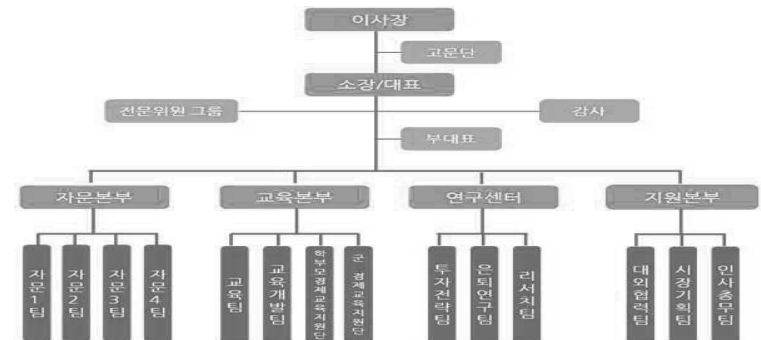 이사장
고문단
소장/대표
전문위원 그룹
감사
부대표
자문본부
교육본부
연구센터
지원본부
자문1팀
자문2팀
자문3팀
자문4팀
교육팀
교육개발팀
학부모경제교육지원단
군 경제교육지원단
투자전략팀
은퇴연구팀
리서치팀
대외협력팀
시장기획팀
인사총무팀